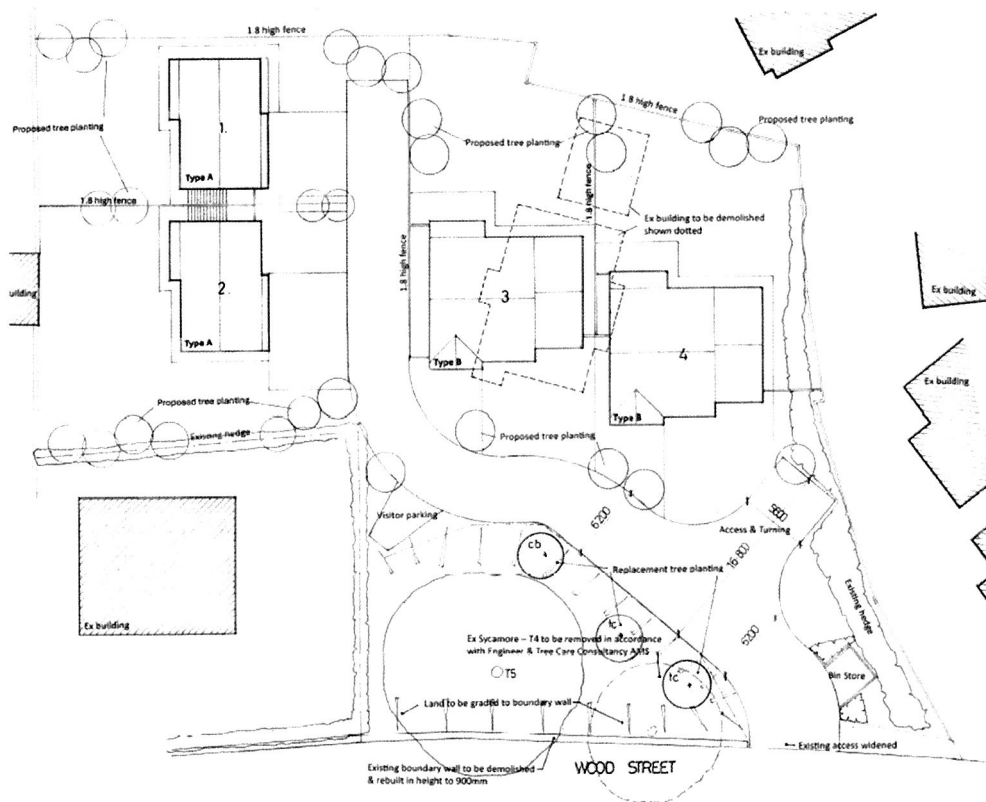 1.8 high fence
Ex building
1.8 high fence
Proposed tree planting
1.
Proposed tree planting
Proposed tree planting
Type A
1.8 high fence
1.8 high fence
Ex building to be demolished
shown dotted
1.8 high fence
2.
Type A
3
Type B
4
Type B
Ex building
Ex building
Proposed tree planting
Existing hedge
Proposed tree planting
Visitor parking
6200
5600
Access & Turning
16 800
cb
Replacement tree planting
Ex building
tc
Ex Sycamore – T4 to be removed in accordance
with Engineer & Tree Care Consultancy AMS
5200
Existing hedge
T5
tc
Bin Store
Land to be graded to boundary wall
Existing access widened
Existing boundary wall to be demolished
& rebuilt in height to 900mm
WOOD STREET